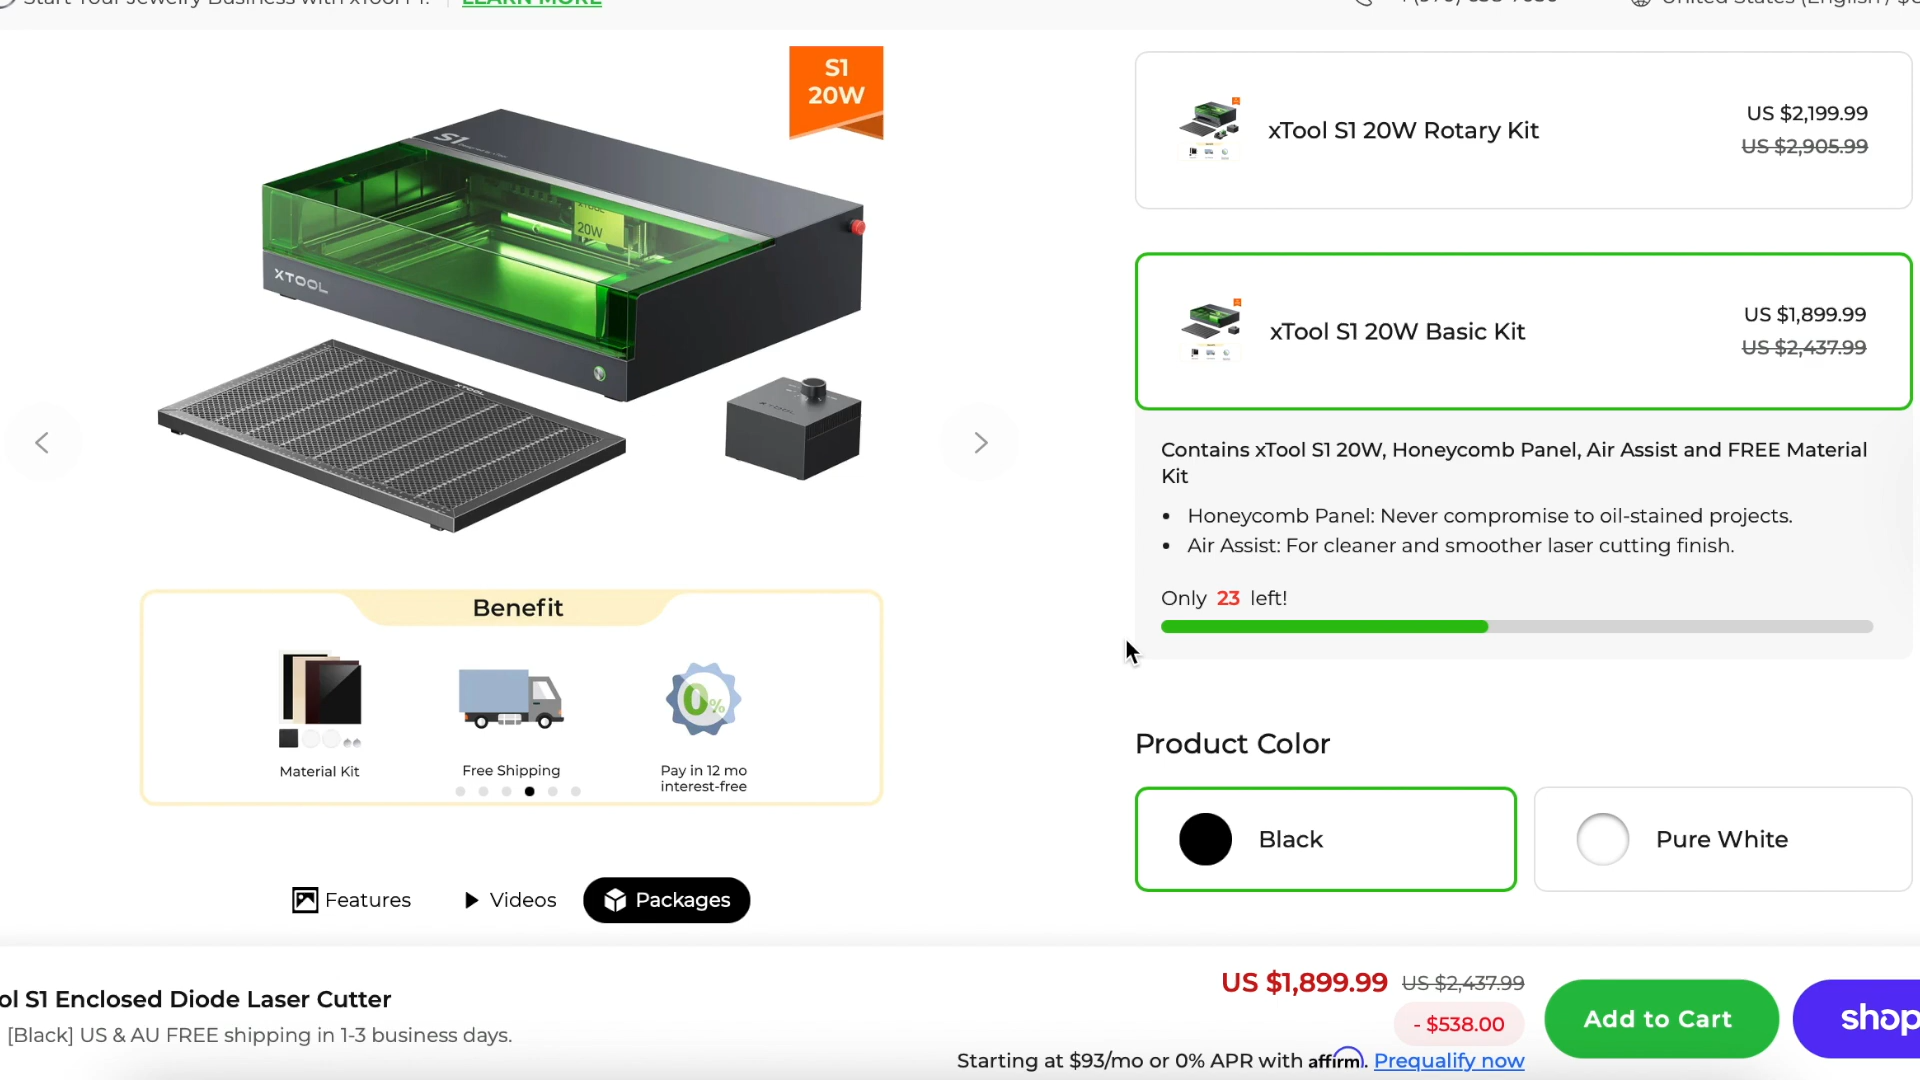 LEARN MORE
S1
20W
S1
20W
XTOOL
Benefit
Material Kit
Free Shipping
Pay in 12 mo
interest-free
Features
Videos
Packages
xTool S1 20W Rotary Kit
US $2,199.99
US $2,905.99
xTool S1 20W Basic Kit
US $1,899.99
US $2,437.99
Contains xTool S1 20W, Honeycomb Panel, Air Assist and FREE Material
Kit
• Honeycomb Panel: Never compromise to oil-stained projects.
• Air Assist: For cleaner and smoother laser cutting finish.
Only 23 left!
Product Color
Black
Pure White
ol S1 Enclosed Diode Laser Cutter
[Black] US & AU FREE shipping in 1-3 business days.
US $1,899.99 US $2,437.99
- $538.00
Starting at $93/mo or 0% APR with affirm. Prequalify now
Add to Cart
shop